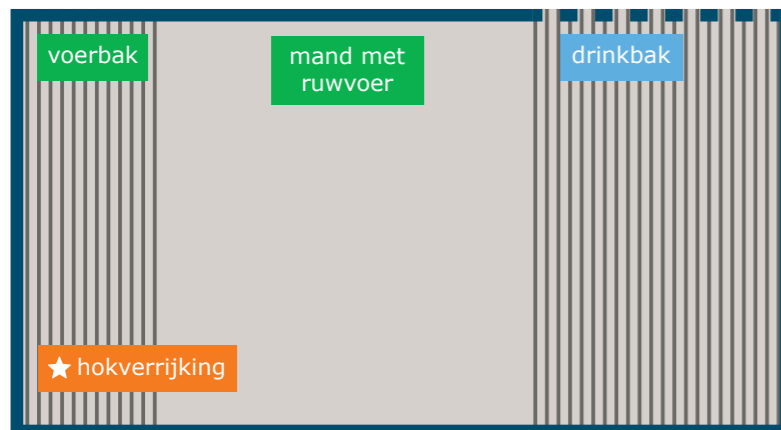 voerbak
mand met
ruwvoer
drinkbak
hokverrijking